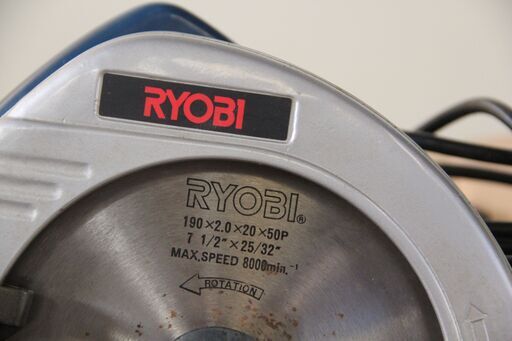 RYOBI
RYOBI®
190×2.0×20×50P
7 1/2"×25/32"
MAX.SPEED 8000min.⁻¹
ROTATION